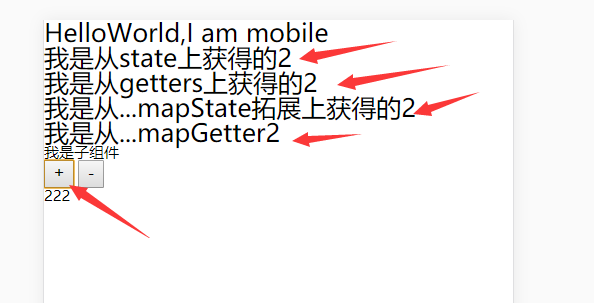 HelloWorld,I am mobile
我是从state上获得的2
我是从getters上获得的2
我是从...mapState拓展上获得的2
我是从...mapGetter2
我是子组件
+ -
222